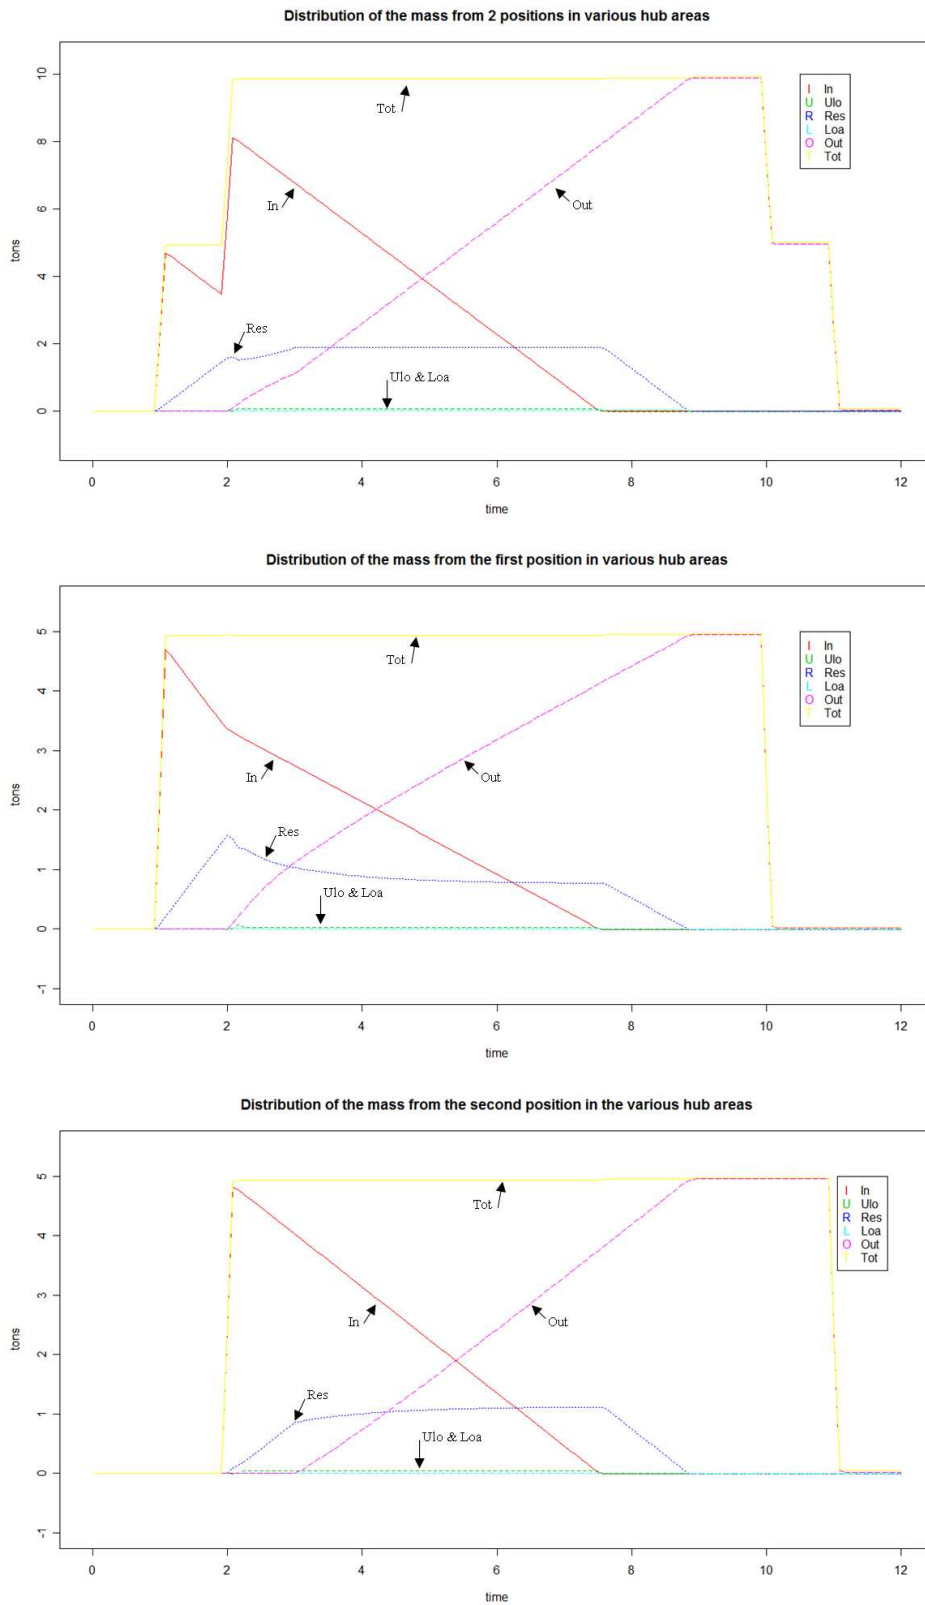 Distribution of the mass from 2 positions in various hub areas
10
8
6
4
2
0
tons
Tot
In
Out
Res
Ulo & Loa
I In
U Ulo
R Res
L Loa
O Out
T Tot
0 2 4 6 8 10 12
time
Distribution of the mass from the first position in various hub areas
5
4
3
2
1
0
-1
tons
Tot
In
Out
Res
Ulo & Loa
I In
U Ulo
R Res
L Loa
O Out
T Tot
0 2 4 6 8 10 12
time
Distribution of the mass from the second position in the various hub areas
5
4
3
2
1
0
-1
tons
Tot
In
Out
Res
Ulo & Loa
I In
U Ulo
R Res
L Loa
O Out
T Tot
0 2 4 6 8 10 12
time